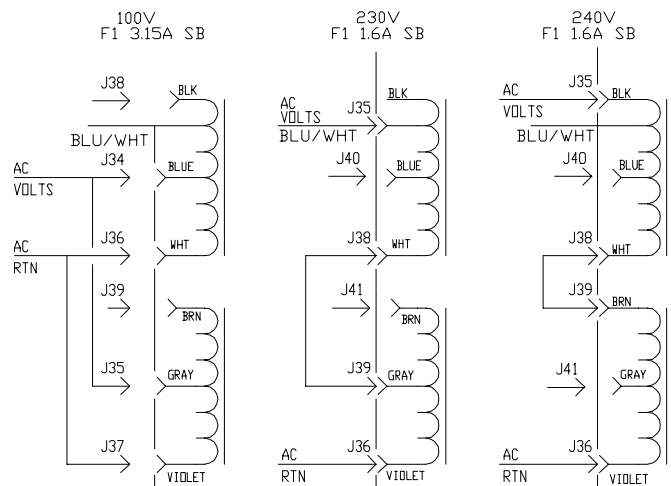 100V
F1 3.15A SB
J38
BLK
BLU/WHT
J34
BLUE
AC
VOLTS
J36
WHT
AC
RTN
J39
BRN
J35
GRAY
J37
VIOLET
230V
F1 1.6A SB
BLK
AC
VOLTS
J35
BLU/WHT
J40
BLUE
J38
WHT
J41
BRN
J39
GRAY
AC
RTN
J36
VIOLET
240V
F1 1.6A SB
J35
AC
BLK
VOLTS
BLU/WHT
J40
BLUE
J38
WHT
J39
BRN
J41
GRAY
AC
RTN
J36
VIOLET